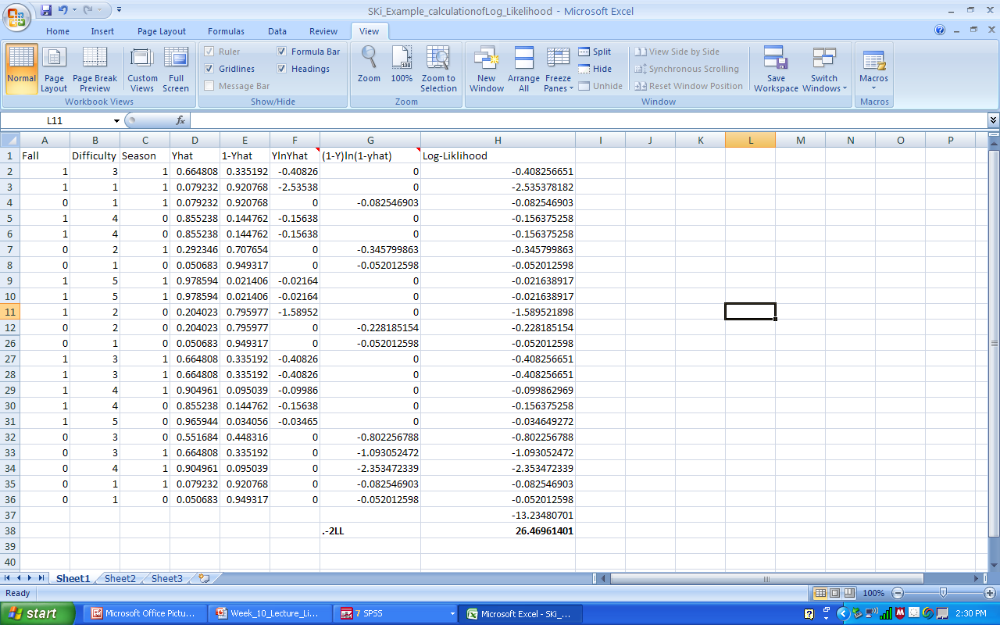 SKi_Example_calculationofLog_Likelihood - Microsoft Excel
Home Insert Page Layout Formulas Data Review View
Normal Page Layout Page Break Preview Custom Views Full Screen
Workbook Views
Ruler Formula Bar
Gridlines Headings
Message Bar
Show/Hide
Zoom 100% Zoom to Selection
Zoom
New Window Arrange All Freeze Panes
Split
Hide
Unhide
View Side by Side
Synchronous Scrolling
Reset Window Position
Window
Save Workspace Switch Windows
Macros
Macros
L11 fx
A B C D E F G H I J K L M N O P
1 Fall Difficulty Season Yhat 1-Yhat YlnYhat (1-Y)ln(1-yhat) Log-Liklihood
2 1 3 1 0.664808 0.335192 -0.40826 0 -0.408256651
3 1 1 1 0.079232 0.920768 -2.53538 0 -2.535378182
4 0 1 1 0.079232 0.920768 0 -0.082546903 -0.082546903
5 1 4 0 0.855238 0.144762 -0.15638 0 -0.156375258
6 1 4 0 0.855238 0.144762 -0.15638 0 -0.156375258
7 0 2 1 0.292346 0.707654 0 -0.345799863 -0.345799863
8 0 1 0 0.050683 0.949317 0 -0.052012598 -0.052012598
9 1 5 1 0.978594 0.021406 -0.02164 0 -0.021638917
10 1 5 1 0.978594 0.021406 -0.02164 0 -0.021638917
11 1 2 0 0.204023 0.795977 -1.58952 0 -1.589521898
12 0 2 0 0.204023 0.795977 0 -0.228185154 -0.228185154
26 0 1 0 0.050683 0.949317 0 -0.052012598 -0.052012598
27 1 3 1 0.664808 0.335192 -0.40826 0 -0.408256651
28 1 3 1 0.664808 0.335192 -0.40826 0 -0.408256651
29 1 4 1 0.904961 0.095039 -0.09986 0 -0.099862969
30 1 4 0 0.855238 0.144762 -0.15638 0 -0.156375258
31 1 5 0 0.965944 0.034056 -0.03465 0 -0.034649272
32 0 3 0 0.551684 0.448316 0 -0.802256788 -0.802256788
33 0 3 1 0.664808 0.335192 0 -1.093052472 -1.093052472
34 0 4 1 0.904961 0.095039 0 -2.353472339 -2.353472339
35 0 1 1 0.079232 0.920768 0 -0.082546903 -0.082546903
36 0 1 0 0.050683 0.949317 0 -0.052012598 -0.052012598
37 -13.23480701
38 .-2LL 26.46961401
39
40
Sheet1 Sheet2 Sheet3
Ready 100%
start Microsoft Office Pictu... Week_10_Lecture_Li... 7 SPSS Microsoft Excel - SKi_... 2:30 PM